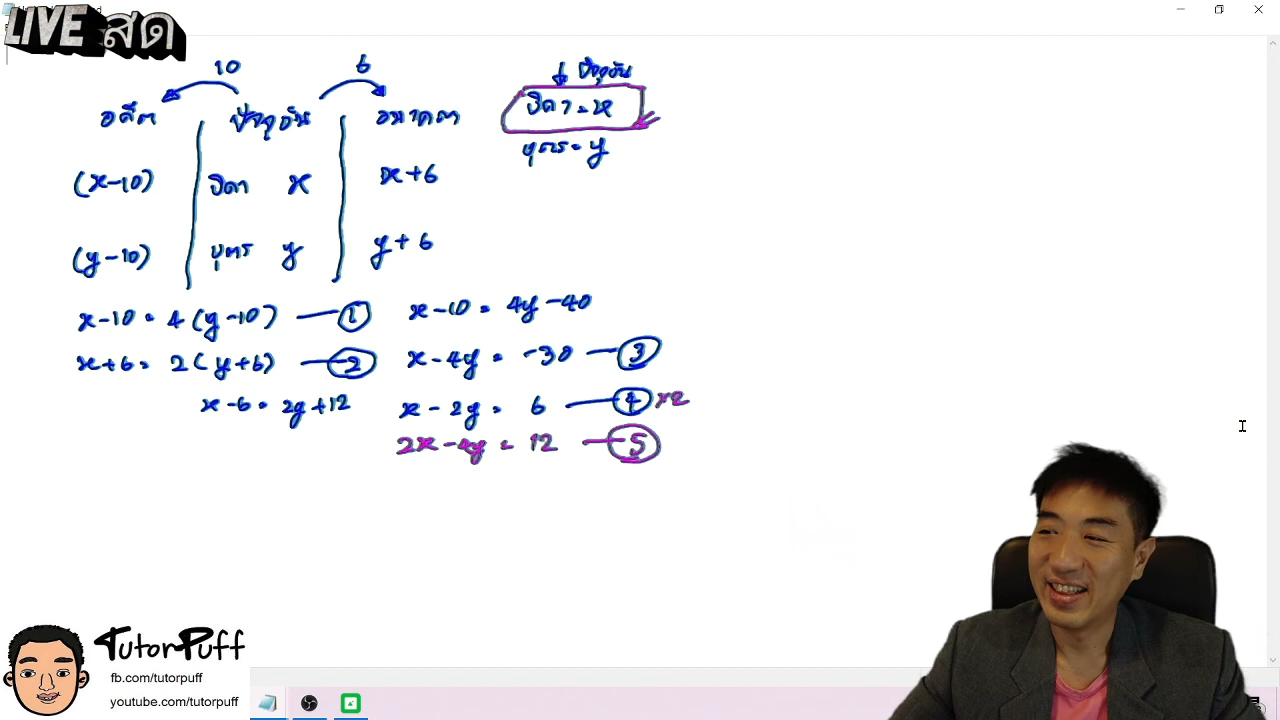 LIVE สด
10 6
อดีต ปัจจุบัน อนาคต
(x-10) บิดา x x+6
(y-10) บุตร y y+6
↓ ปัจจุบัน
บิดา = x
บุตร = y
x-10 = 4(y-10) — ①
x+6 = 2(y+6) — ②
x-6 = 2y+12
x-10 = 4y-40
x-4y = -30 — ③
x-2y = 6 — ④ ×2
2x-4y = 12 — ⑤
TutorPuff
fb.com/tutorpuff
youtube.com/tutorpuff